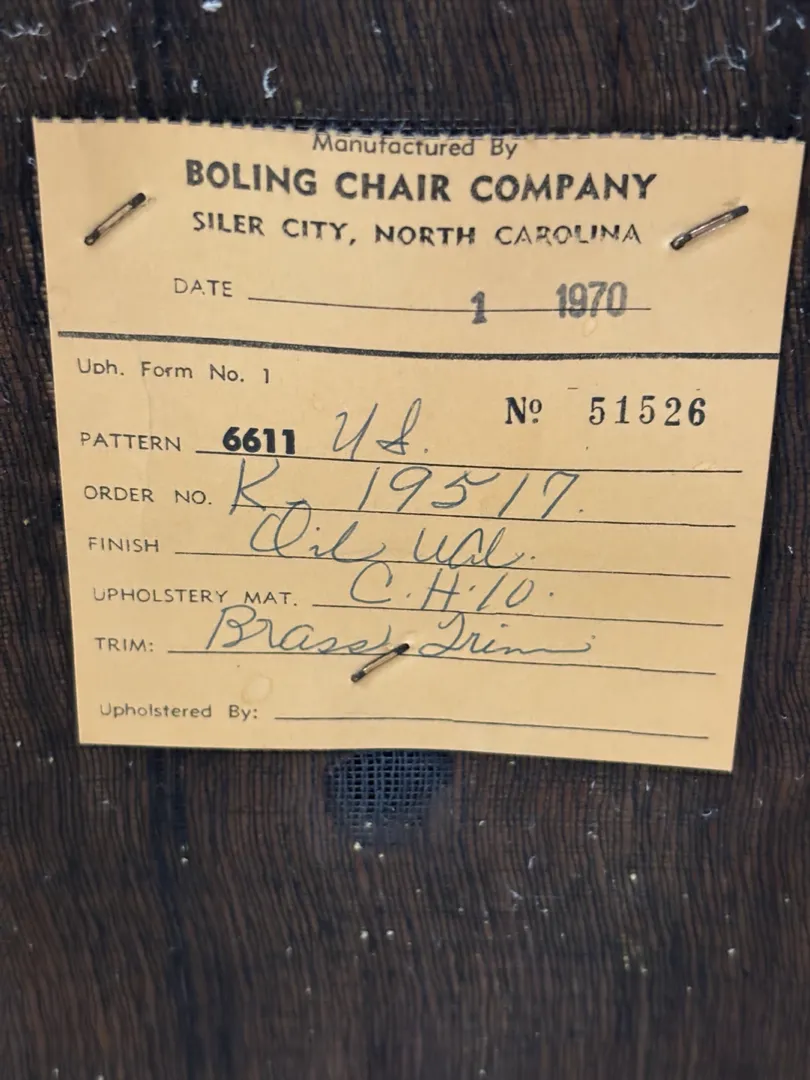 Manufactured By
BOLING CHAIR COMPANY
SILER CITY, NORTH CAROLINA
DATE 1 1970
Uph. Form No. 1
Nº 51526
PATTERN 6611 US.
ORDER NO. K. 19517.
FINISH Oil Wal.
UPHOLSTERY MAT. C.H.10.
TRIM: Brass Trim
Upholstered By: